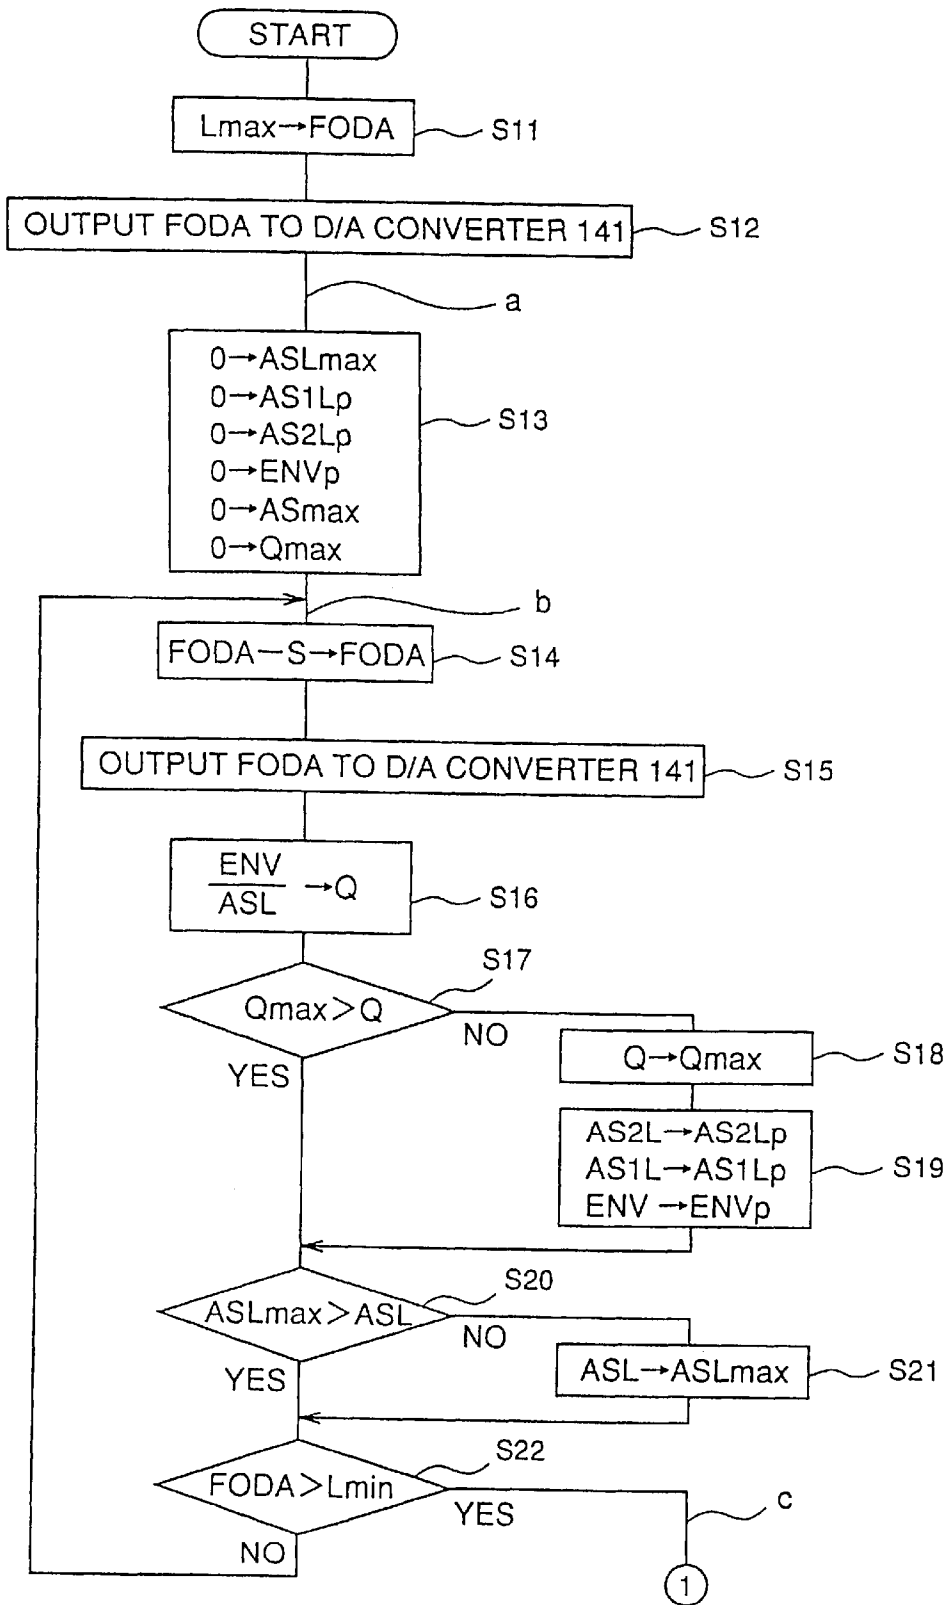 START
Lmax→FODA
S11
OUTPUT FODA TO D/A CONVERTER 141
S12
a
0→ASLmax
0→AS1Lp
0→AS2Lp
0→ENVp
0→ASmax
0→Qmax
S13
b
FODA—S→FODA
S14
OUTPUT FODA TO D/A CONVERTER 141
S15
ENV
ASL
→Q
S16
Qmax>Q
S17
NO
YES
Q→Qmax
S18
AS2L→AS2Lp
AS1L→AS1Lp
ENV→ENVp
S19
ASLmax>ASL
S20
NO
YES
ASL→ASLmax
S21
FODA>Lmin
S22
YES
NO
c
1